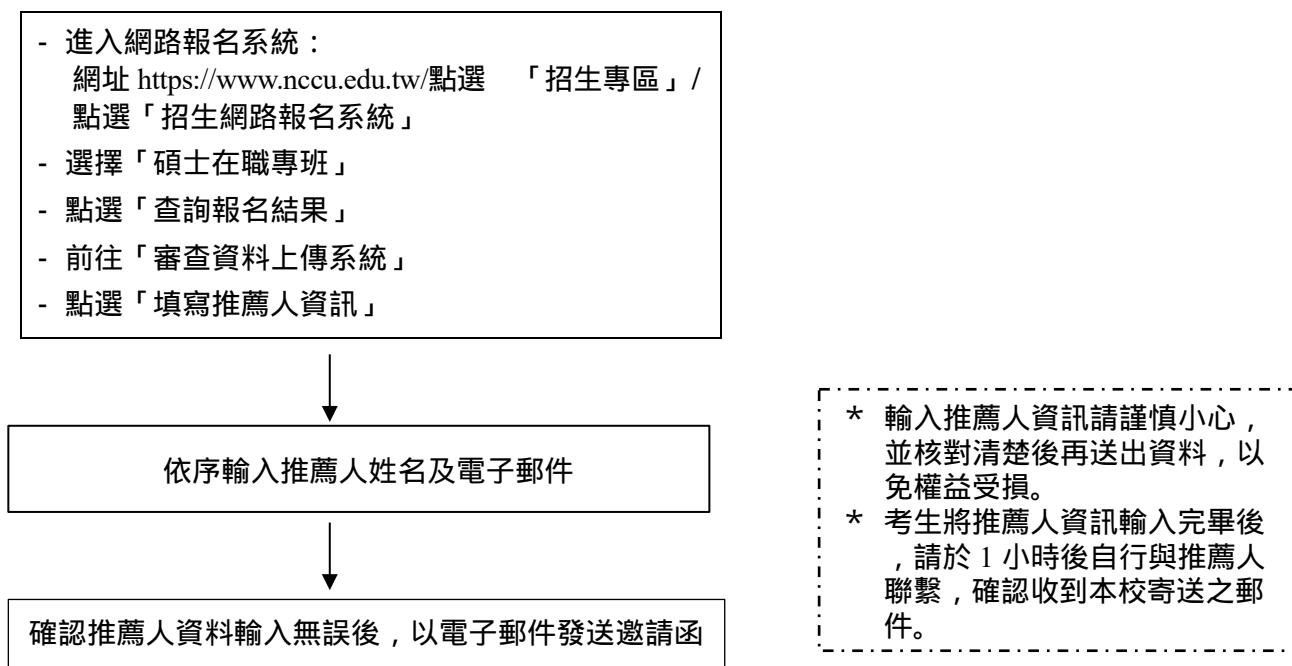 - 進入網路報名系統：
網址 https://www.nccu.edu.tw/點選 「招生專區」/
點選「招生網路報名系統」
- 選擇「碩士在職專班」
- 點選「查詢報名結果」
- 前往「審查資料上傳系統」
- 點選「填寫推薦人資訊」
依序輸入推薦人姓名及電子郵件
確認推薦人資料輸入無誤後，以電子郵件發送邀請函
* 輸入推薦人資訊請謹慎小心，
並核對清楚後再送出資料，以
免權益受損。
* 考生將推薦人資訊輸入完畢後
，請於 1 小時後自行與推薦人
聯繫，確認收到本校寄送之郵
件。